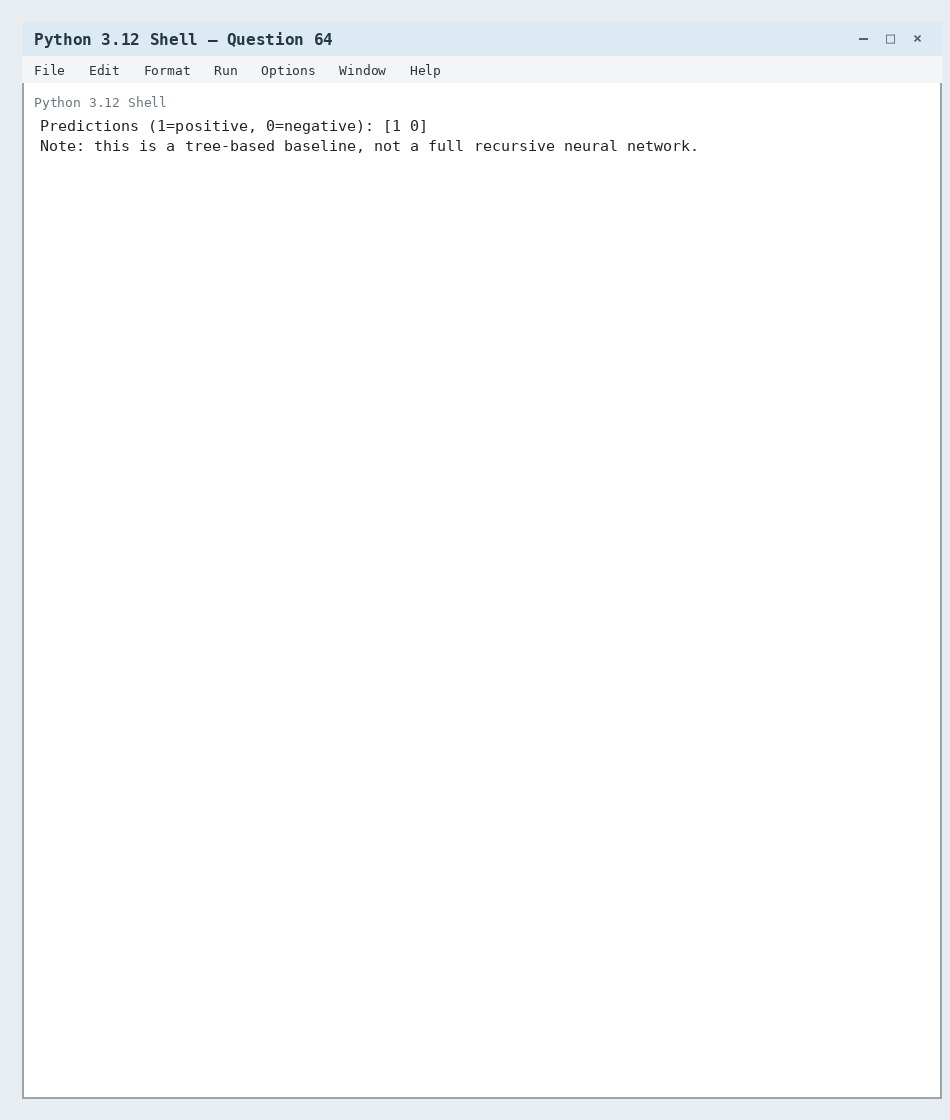 Python 3.12 Shell — Question 64
File Edit Format Run Options Window Help
Python 3.12 Shell
Predictions (1=positive, 0=negative): [1 0]
Note: this is a tree-based baseline, not a full recursive neural network.